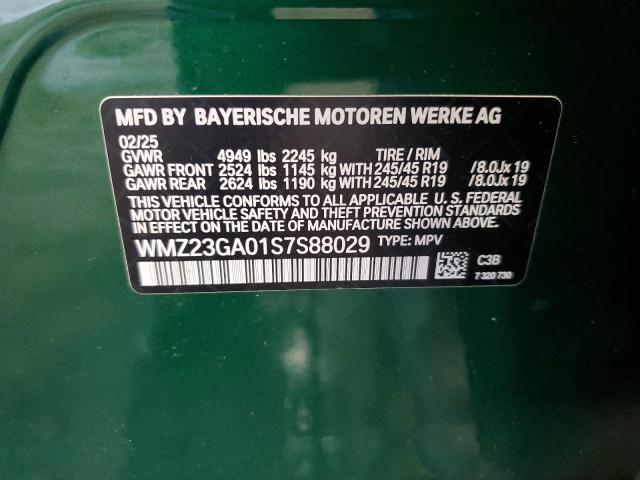 MFD BY BAYERISCHE MOTOREN WERKE AG
02/25
GVWR 4949 lbs 2245 kg TIRE / RIM
GAWR FRONT 2524 lbs 1145 kg WITH 245/45 R19 /8.0Jx19
GAWR REAR 2624 lbs 1190 kg WITH 245/45 R19 /8.0Jx19
THIS VEHICLE CONFORMS TO ALL APPLICABLE U. S. FEDERAL
MOTOR VEHICLE SAFETY AND THEFT PREVENTION STANDARDS
IN EFFECT ON THE DATE OF MANUFACTURE SHOWN ABOVE.
WMZ23GA01S7S88029 TYPE: MPV
C3B
7 320 730